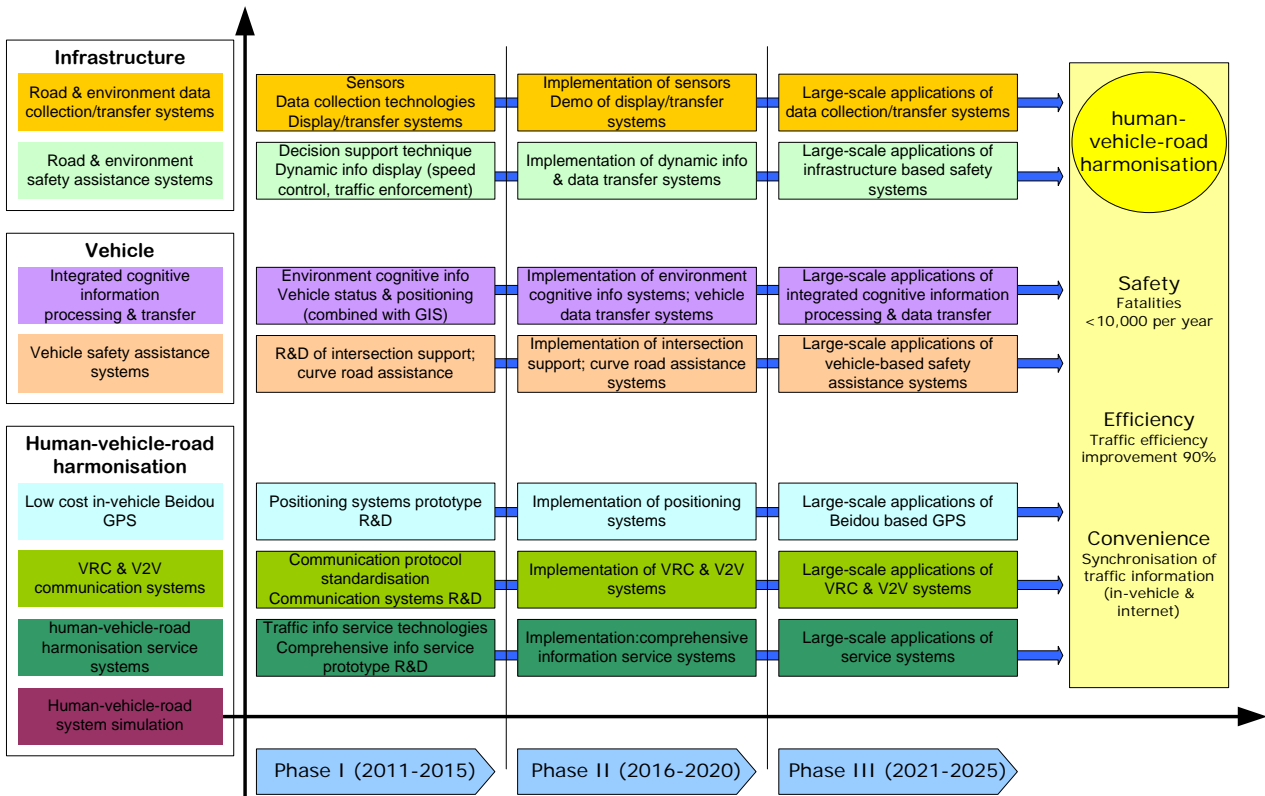 Infrastructure
Road & environment data
collection/transfer systems
Road & environment
safety assistance systems
Vehicle
Integrated cognitive
information
processing & transfer
Vehicle safety assistance
systems
Human-vehicle-road
harmonisation
Low cost in-vehicle Beidou
GPS
VRC & V2V
communication systems
human-vehicle-road
harmonisation service
systems
Human-vehicle-road
system simulation
Sensors
Data collection technologies
Display/transfer systems
Implementation of sensors
Demo of display/transfer
systems
Large-scale applications of
data collection/transfer systems
Decision support technique
Dynamic info display (speed
control, traffic enforcement)
Implementation of dynamic info
& data transfer systems
Large-scale applications of
infrastructure based safety
systems
Environment cognitive info
Vehicle status & positioning
(combined with GIS)
Implementation of environment
cognitive info systems; vehicle
data transfer systems
Large-scale applications of
integrated cognitive information
processing & data transfer
R&D of intersection support;
curve road assistance
Implementation of intersection
support; curve road assistance
systems
Large-scale applications of
vehicle-based safety
assistance systems
Positioning systems prototype
R&D
Implementation of positioning
systems
Large-scale applications of
Beidou based GPS
Communication protocol
standardisation
Communication systems R&D
Implementation of VRC & V2V
systems
Large-scale applications of
VRC & V2V systems
Traffic info service technologies
Comprehensive info service
prototype R&D
Implementation:comprehensive
information service systems
Large-scale applications of
service systems
human-
vehicle-road
harmonisation
Safety
Fatalities
<10,000 per year
Efficiency
Traffic efficiency
improvement 90%
Convenience
Synchronisation of
traffic information
(in-vehicle &
internet)
Phase I (2011-2015)
Phase II (2016-2020)
Phase III (2021-2025)